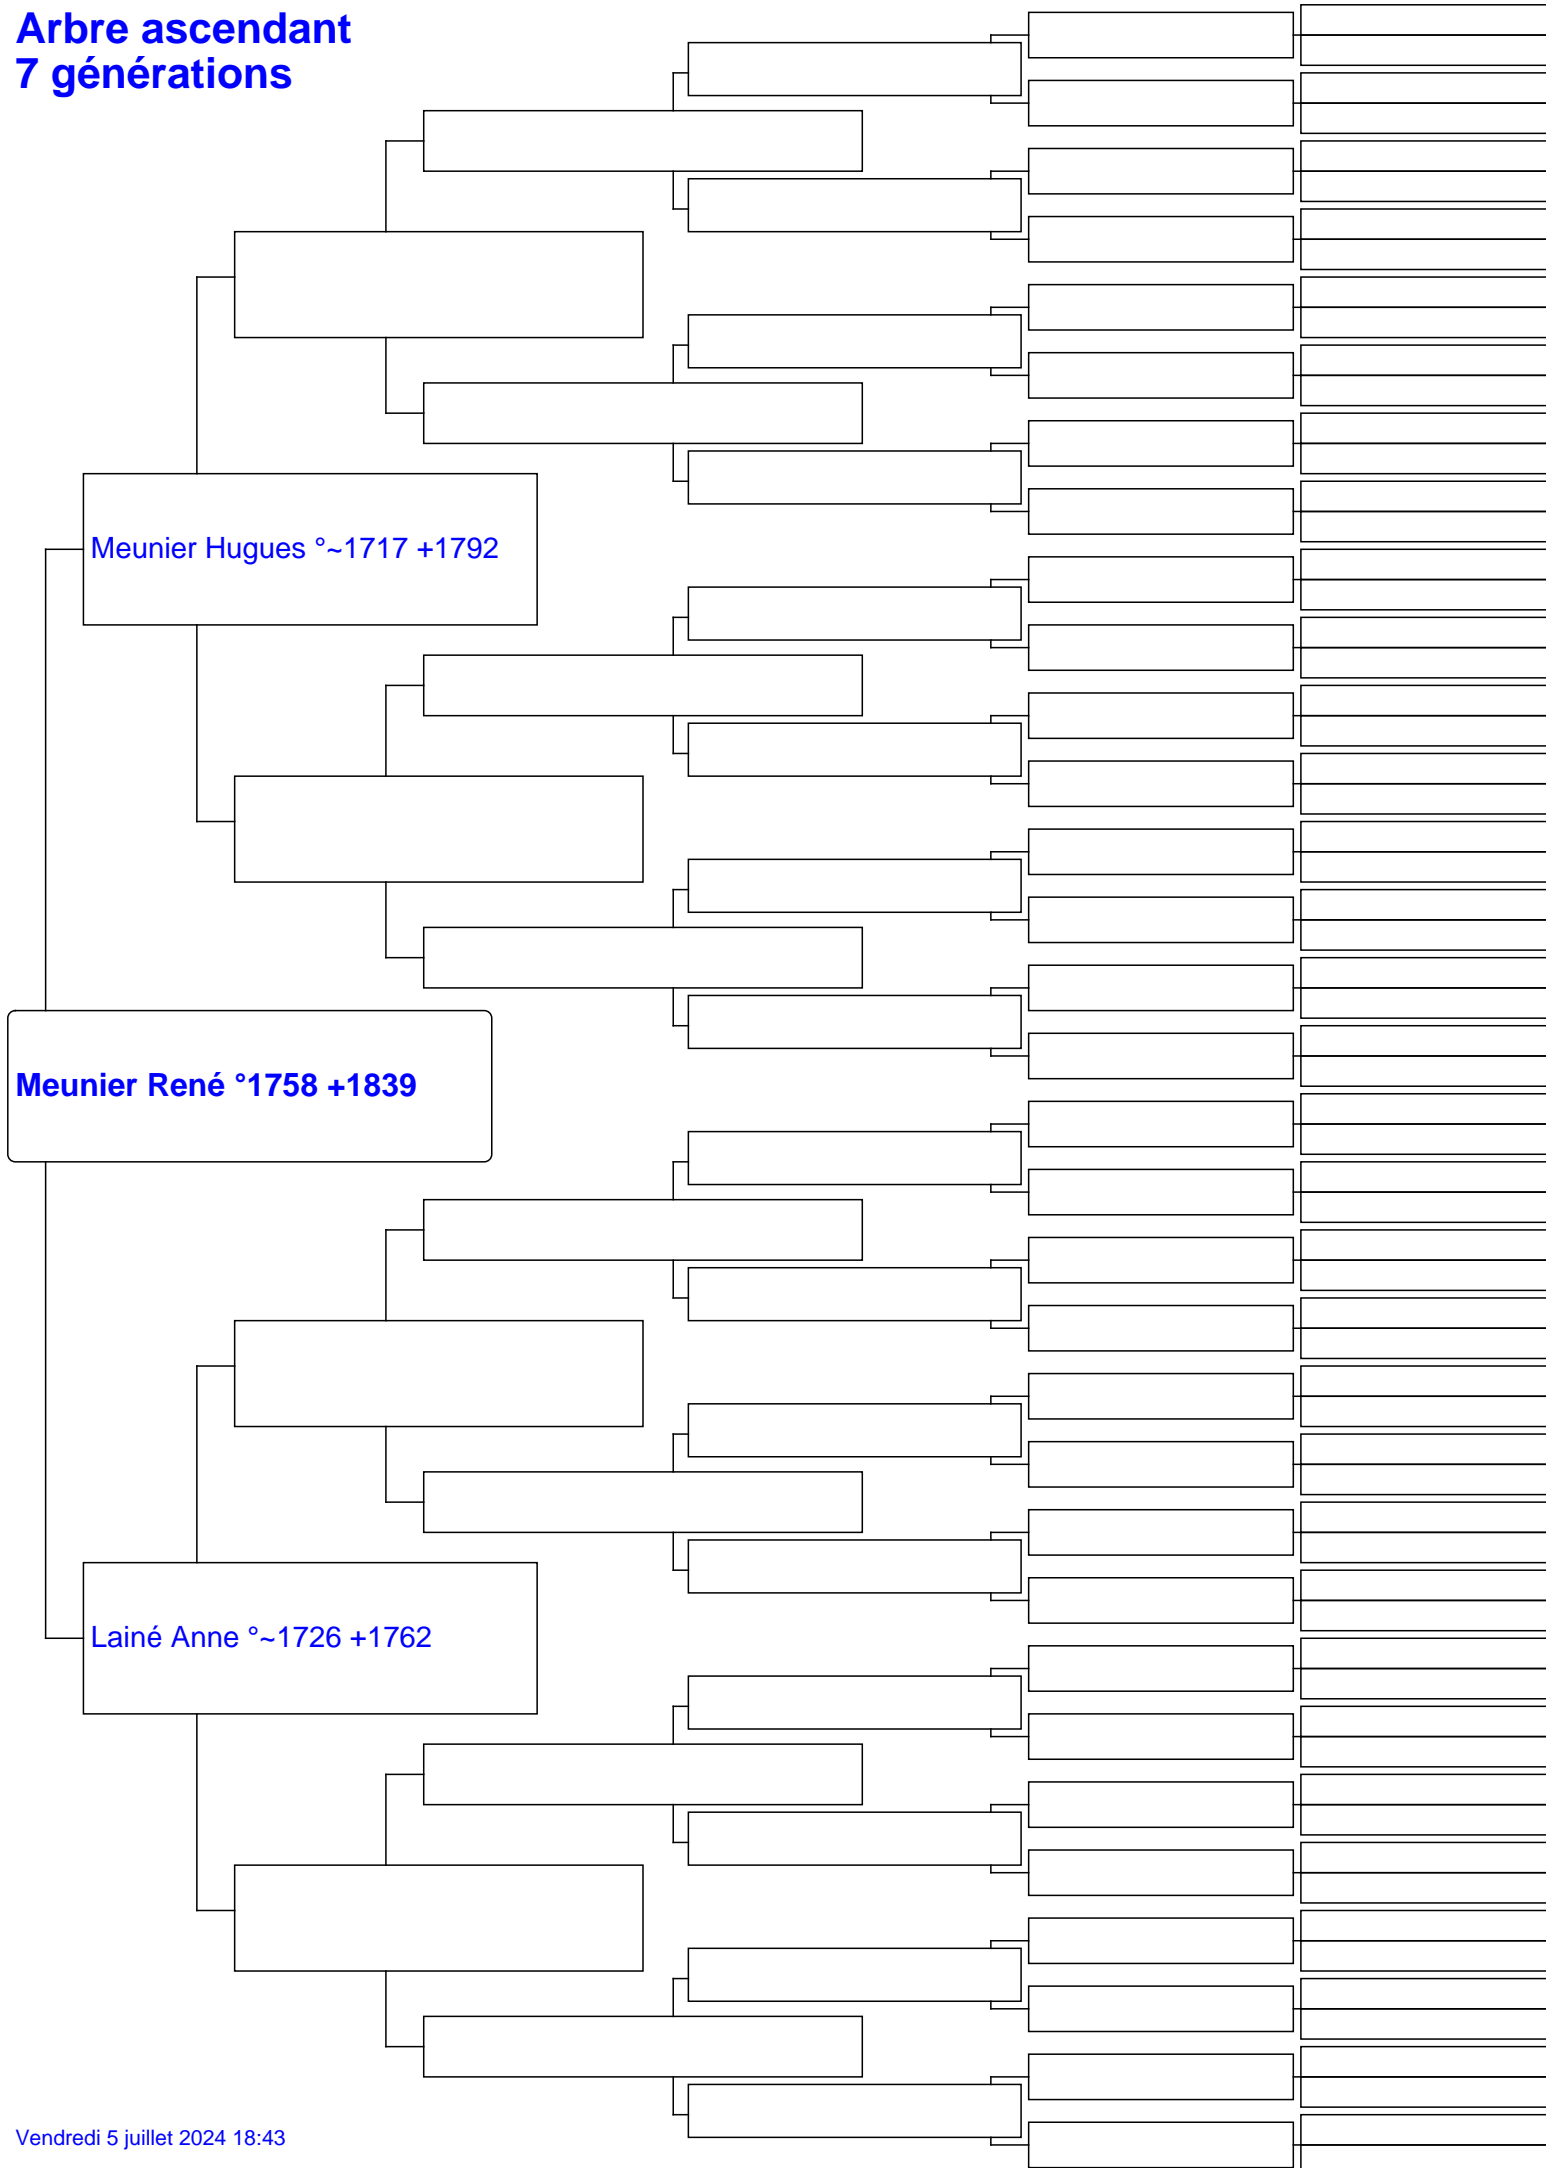 Arbre ascendant
7 générations
Meunier Hugues °~1717 +1792
Meunier René °1758 +1839
Lainé Anne °~1726 +1762
Vendredi 5 juillet 2024 18:43